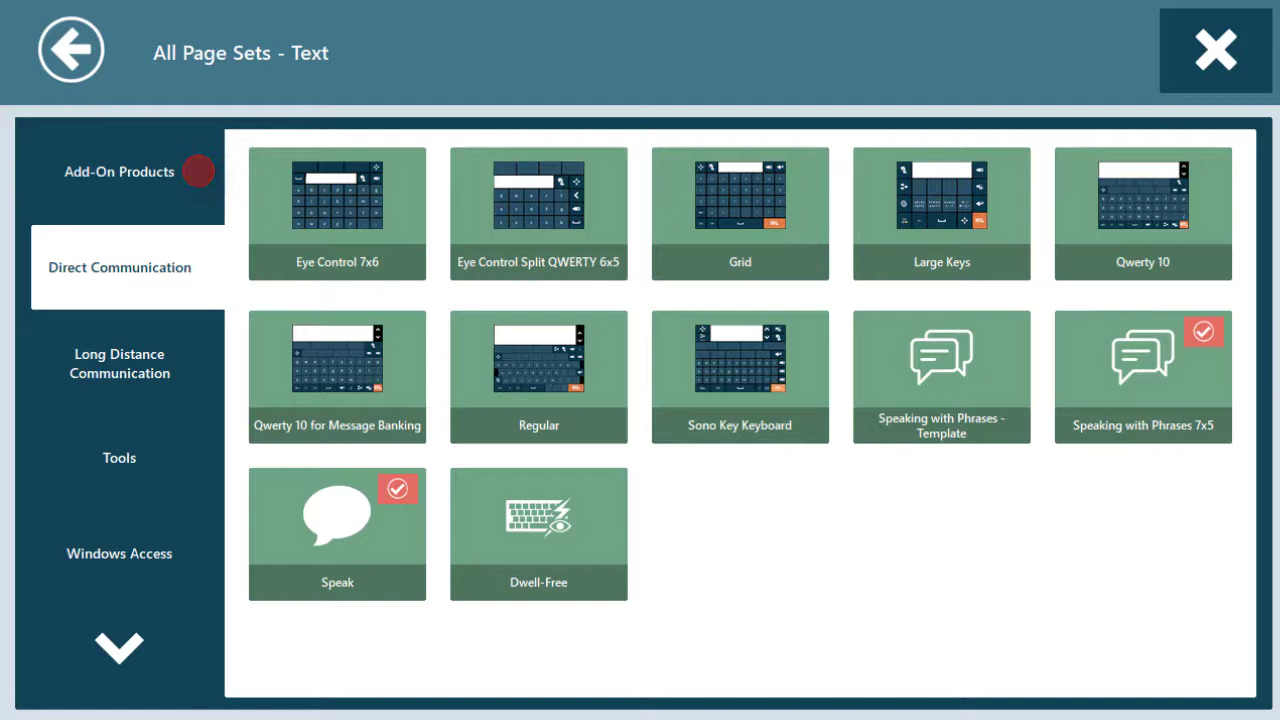 All Page Sets - Text
Add-On Products
Direct Communication
Long Distance
Communication
Tools
Windows Access
Eye Control 7x6
Eye Control Split QWERTY 6x5
Grid
Large Keys
Qwerty 10
Qwerty 10 for Message Banking
Regular
Sono Key Keyboard
Speaking with Phrases -
Template
Speaking with Phrases 7x5
Speak
Dwell-Free